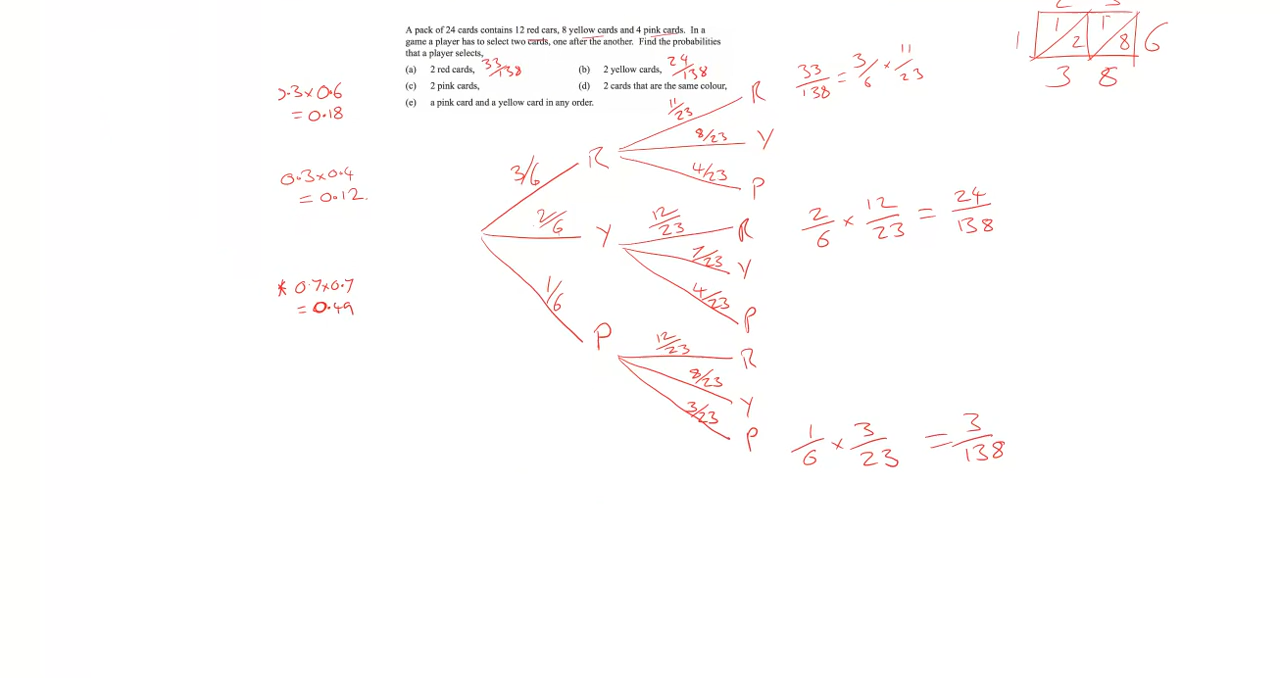 A pack of 24 cards contains 12 red cars, 8 yellow cards and 4 pink cards. In a
game a player has to select two cards, one after the another. Find the probabilities
that a player selects,
(a) 2 red cards, 33/138 (b) 2 yellow cards, 24/138
(c) 2 pink cards, (d) 2 cards that are the same colour,
(e) a pink card and a yellow card in any order.
1 1/2 1/8 6
3 8
0.3 x 0.6
= 0.18
0.3 x 0.4
= 0.12.
* 0.7 x 0.7
= 0.49
3/6 R
11/23 R 33/138 = 3/6 x 11/23
8/23 Y
4/23 P
2/6 Y
12/23 R 2/6 x 12/23 = 24/138
7/23 Y
4/23 P
1/6 P
12/23 R
8/23 Y
3/23 P 1/6 x 3/23 = 3/138